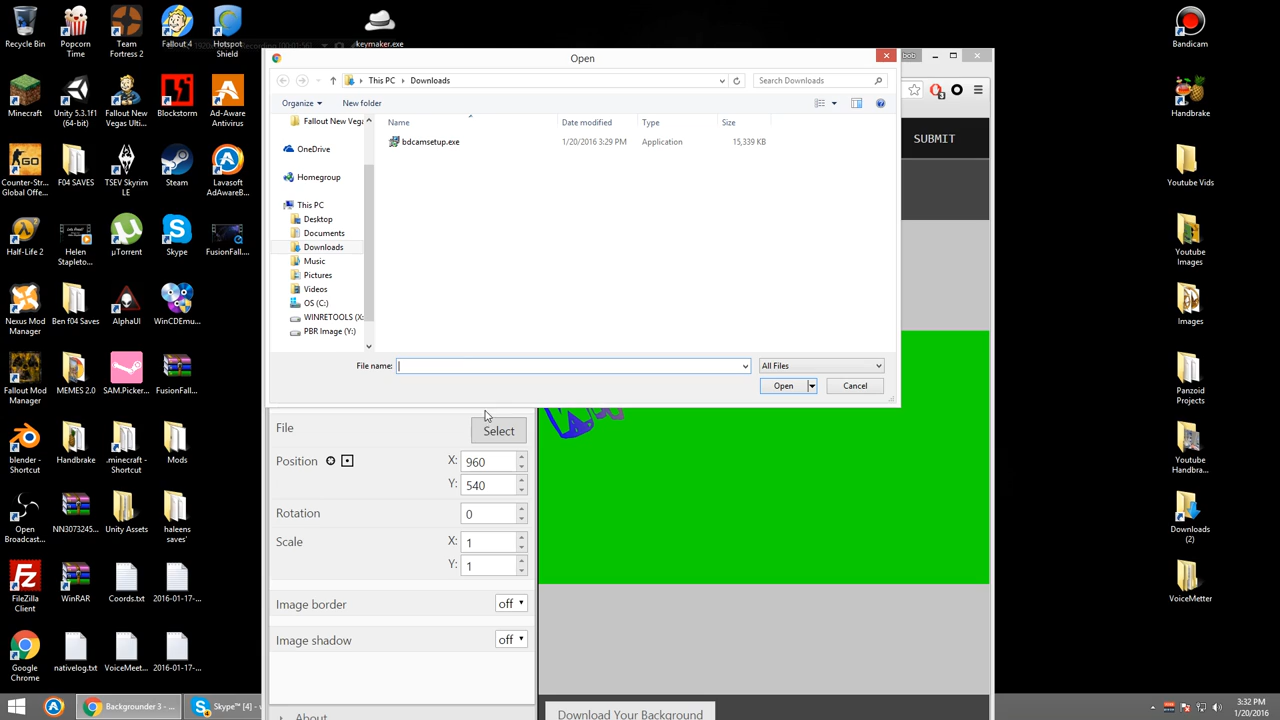 Recycle Bin
Popcorn Time
Team Fortress 2
Fallout 4
Hotspot Shield
keymaker.exe
Bandicam
Open
bob
This PC
Downloads
Search Downloads
Organize
New folder
Fallout New Vega
Name
Date modified
Type
Size
bdcamsetup.exe
1/20/2016 3:29 PM
Application
15,339 KB
SUBMIT
OneDrive
Homegroup
This PC
Desktop
Documents
Downloads
Music
Pictures
Videos
OS (C:)
WINRETOOLS (X:
PBR Image (Y:)
File name:
All Files
Open
Cancel
Minecraft
Unity 5.3.1f1 (64-bit)
Fallout New Vegas Ulti...
Blockstorm
Ad-Aware Antivirus
Handbrake
Counter-Str... Global Offe...
F04 SAVES
TSEV Skyrim LE
Steam
Lavasoft AdAwareB...
Youtube Vids
Half-Life 2
Helen Stapleto...
µTorrent
Skype
FusionFall...
Youtube Images
Nexus Mod Manager
Ben f04 Saves
AlphaUI
WinCDEmu...
Images
Fallout Mod Manager
MEMES 2.0
SAM.Picker...
FusionFall...
Panzoid Projects
blender - Shortcut
Handbrake
.minecraft - Shortcut
Mods
Youtube Handbra...
Open Broadcast...
NN3073245...
Unity Assets
haleens saves'
Downloads (2)
FileZilla Client
WinRAR
Coords.txt
2016-01-17-...
VoiceMetter
Google Chrome
nativelog.txt
VoiceMeet...
2016-01-17-...
File
Select
Position
X: 960
Y: 540
Rotation
0
Scale
X: 1
Y: 1
Image border
off
Image shadow
off
About
Download Your Background
Backgrounder 3 - ...
Skype™ [4] - w
3:32 PM
1/20/2016